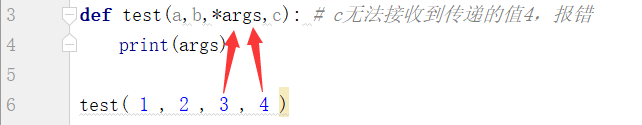 3 def test(a,b,*args,c): # c无法接收到传递的值4，报错
4 print(args)
5
6 test( 1 , 2 , 3 , 4 )